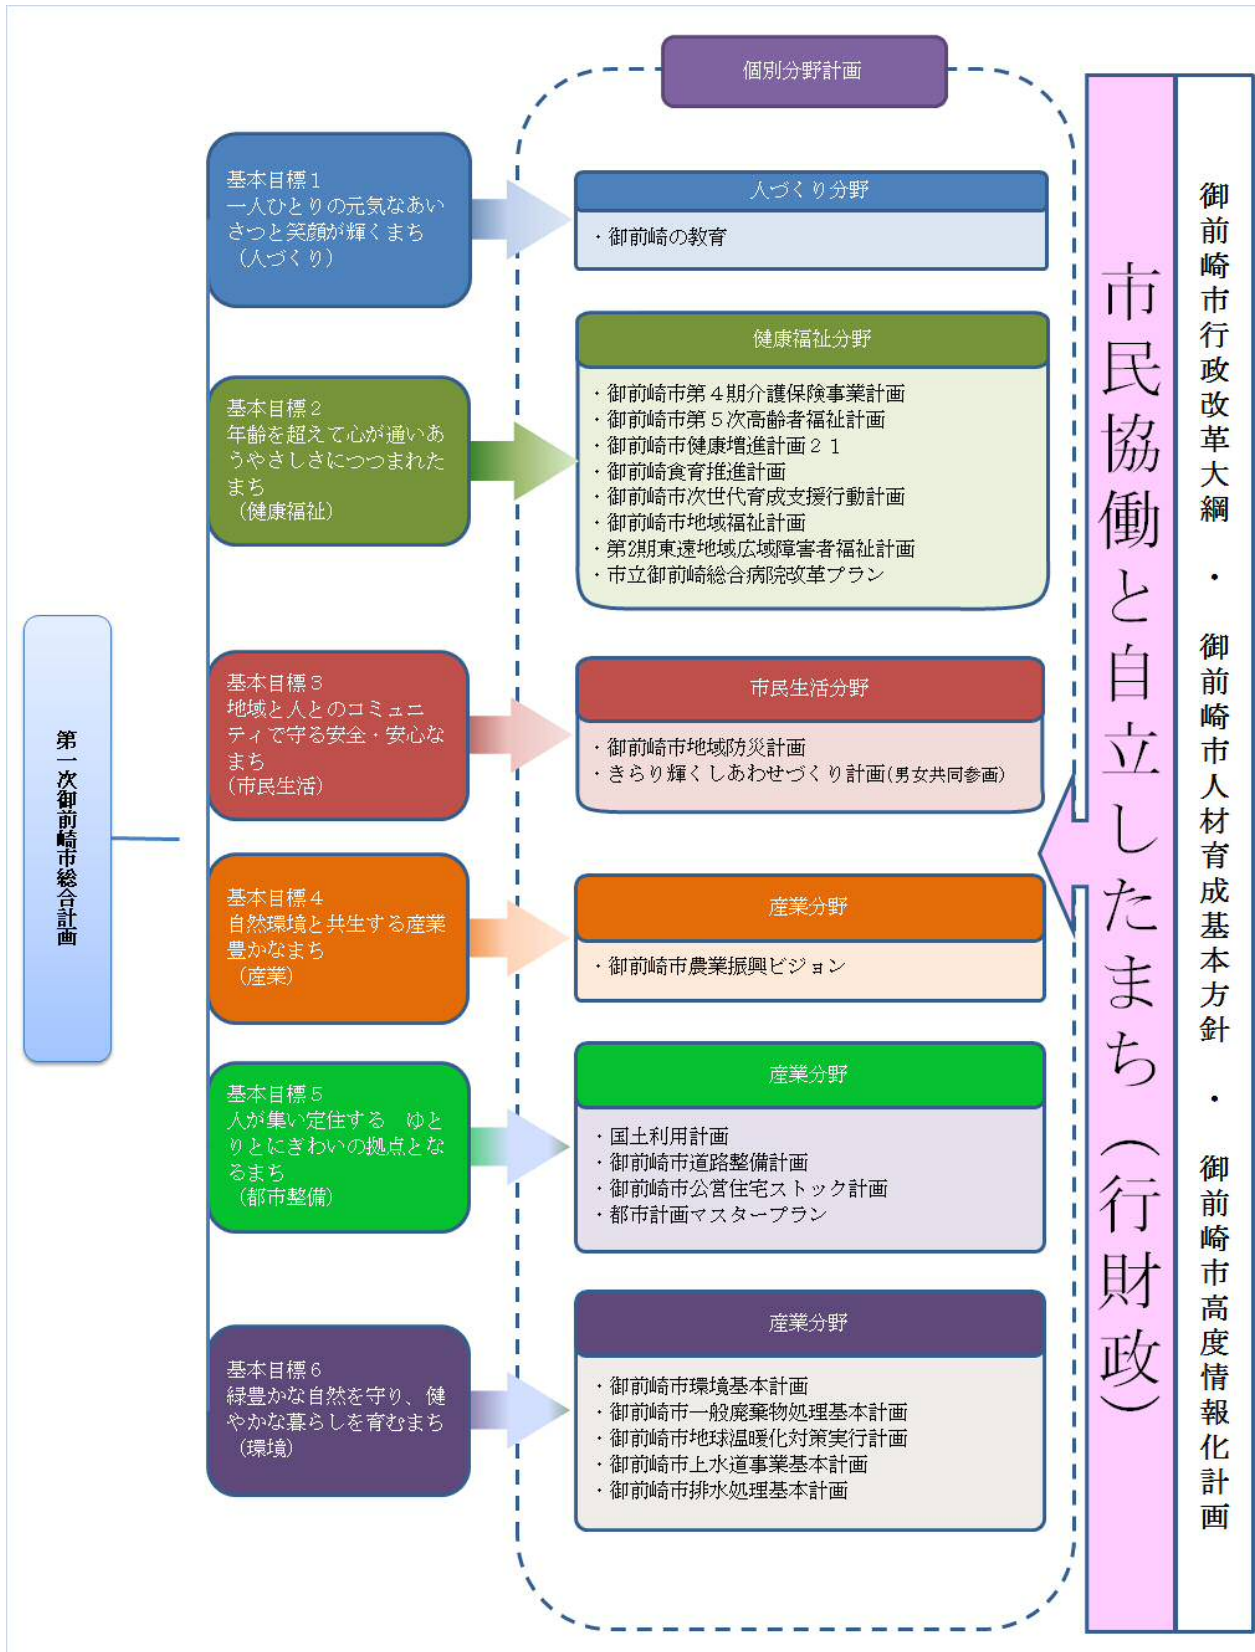 個別分野計画
第一次御前崎市総合計画
基本目標１
一人ひとりの元気なあい
さつと笑顔が輝くまち
（人づくり）
人づくり分野
・御前崎の教育
基本目標２
年齢を超えて心が通いあ
うやさしさにつつまれた
まち
（健康福祉）
健康福祉分野
・御前崎市第４期介護保険事業計画
・御前崎市第５次高齢者福祉計画
・御前崎市健康増進計画２１
・御前崎食育推進計画
・御前崎市次世代育成支援行動計画
・御前崎市地域福祉計画
・第2期東遠地域広域障害者福祉計画
・市立御前崎総合病院改革プラン
基本目標３
地域と人とのコミュニ
ティで守る安全・安心な
まち
(市民生活)
市民生活分野
・御前崎市地域防災計画
・きらり輝くしあわせづくり計画(男女共同参画)
基本目標４
自然環境と共生する産業
豊かなまち
（産業）
産業分野
・御前崎市農業振興ビジョン
基本目標５
人が集い定住する　ゆと
りとにぎわいの拠点とな
るまち
（都市整備）
産業分野
・国土利用計画
・御前崎市道路整備計画
・御前崎市公営住宅ストック計画
・都市計画マスタープラン
基本目標６
緑豊かな自然を守り、健
やかな暮らしを育むまち
（環境）
産業分野
・御前崎市環境基本計画
・御前崎市一般廃棄物処理基本計画
・御前崎市地球温暖化対策実行計画
・御前崎市上水道事業基本計画
・御前崎市排水処理基本計画
市民協働と自立したまち（行財政）
御前崎市行政改革大綱　・　御前崎市人材育成基本方針　・　御前崎市高度情報化計画